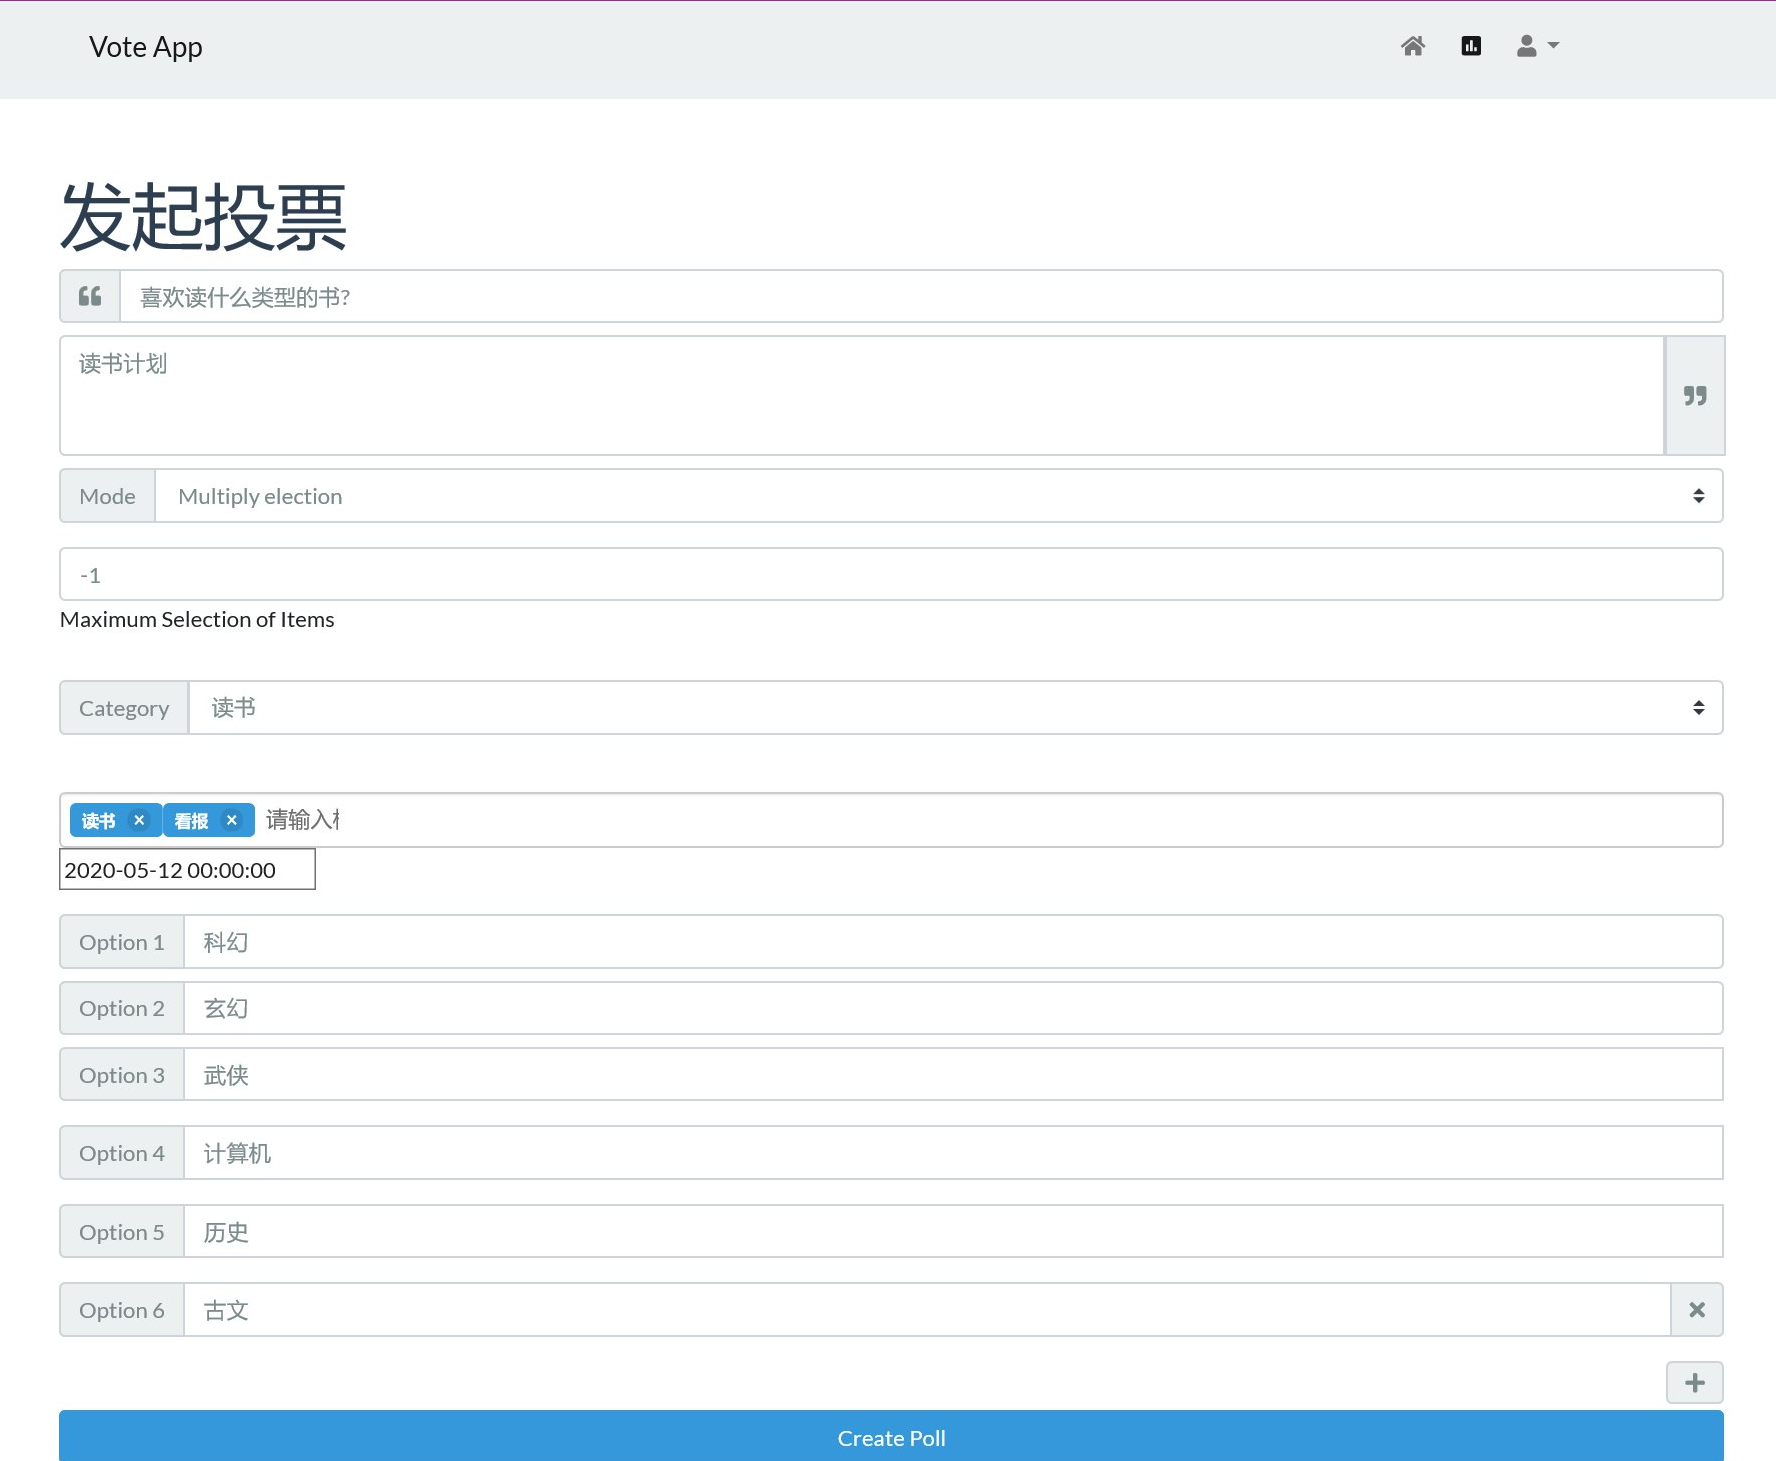 Vote App
发起投票
喜欢读什么类型的书?
读书计划
Mode Multiply election
-1
Maximum Selection of Items
Category 读书
读书 看报 请输入
2020-05-12 00:00:00
Option 1 科幻
Option 2 玄幻
Option 3 武侠
Option 4 计算机
Option 5 历史
Option 6 古文
Create Poll